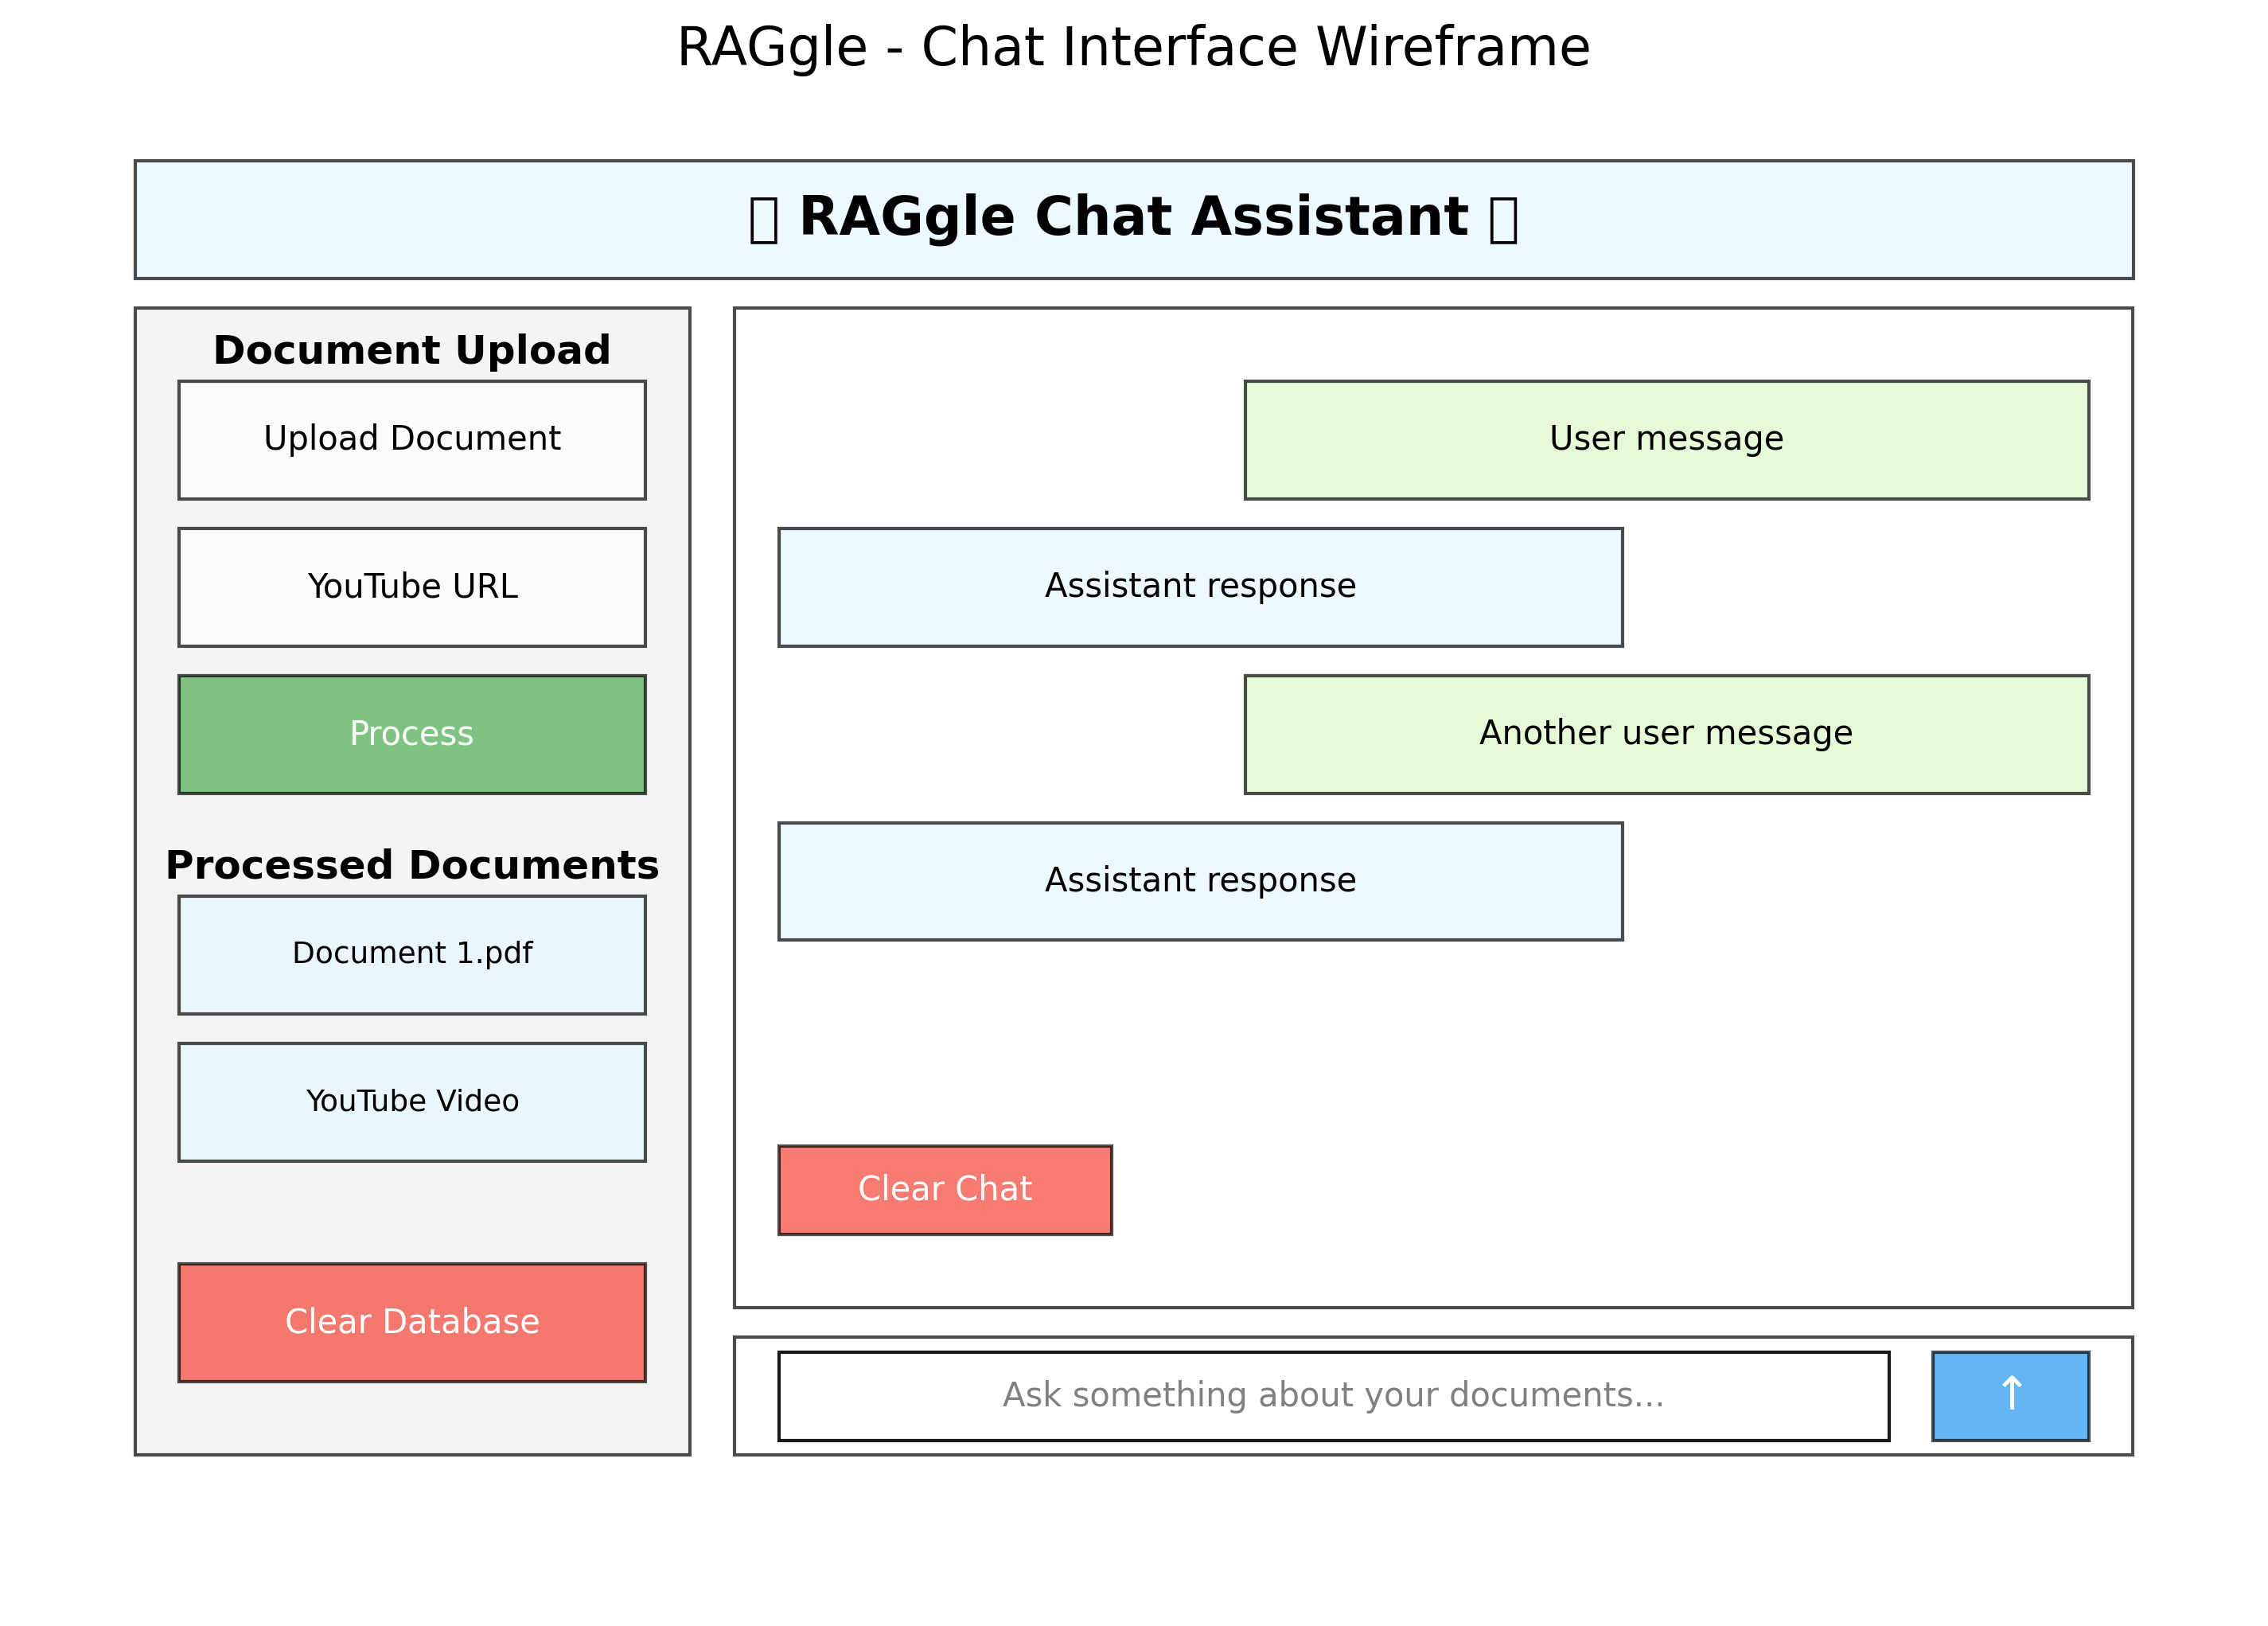 RAGgle - Chat Interface Wireframe
RAGgle Chat Assistant
Document Upload
Upload Document
YouTube URL
Process
Processed Documents
Document 1.pdf
YouTube Video
Clear Database
User message
Assistant response
Another user message
Assistant response
Clear Chat
Ask something about your documents...
↑